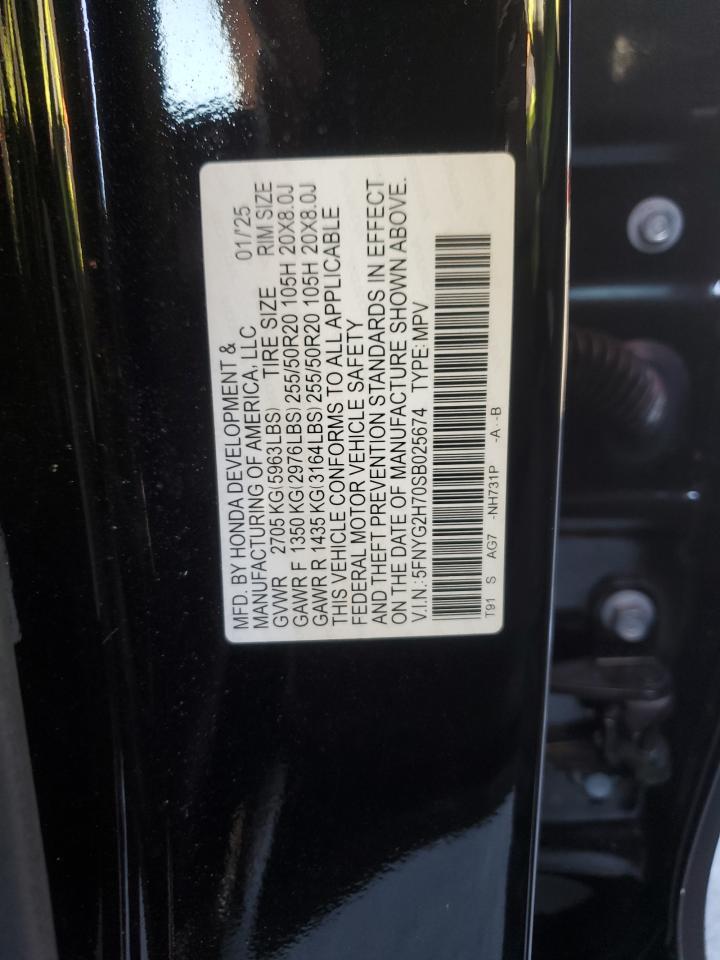 MFD. BY HONDA DEVELOPMENT &
MANUFACTURING OF AMERICA, LLC 01/'25
GVWR 2705 KG(5963LBS) TIRE SIZE RIM SIZE
GAWR F 1350 KG(2976LBS) 255/50R20 105H 20X8.0J
GAWR R 1435 KG(3164LBS) 255/50R20 105H 20X8.0J
THIS VEHICLE CONFORMS TO ALL APPLICABLE
FEDERAL MOTOR VEHICLE SAFETY
AND THEFT PREVENTION STANDARDS IN EFFECT
ON THE DATE OF MANUFACTURE SHOWN ABOVE.
V.I.N.:5FNYG2H70SB025674 TYPE:MPV
T91 S AG7 -NH731P -A -B